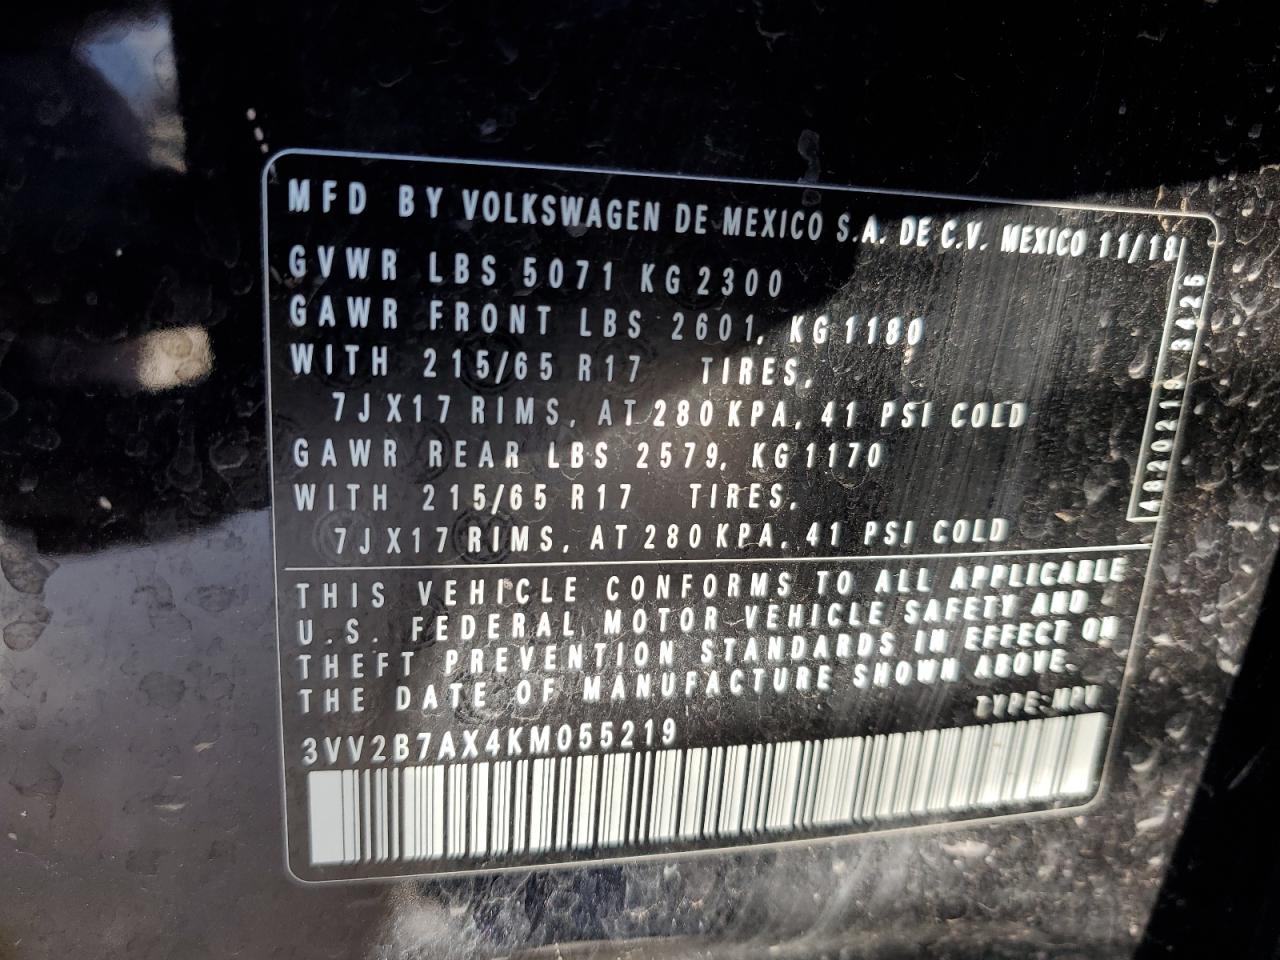 MFD BY VOLKSWAGEN DE MEXICO S.A. DE C.V. MEXICO 11/18
GVWR LBS 5071 KG 2300
GAWR FRONT LBS 2601, KG 1180
WITH 215/65 R17 TIRES,
7JX17 RIMS, AT 280 KPA, 41 PSI COLD
GAWR REAR LBS 2579, KG 1170
WITH 215/65 R17 TIRES,
7JX17 RIMS, AT 280 KPA, 41 PSI COLD
THIS VEHICLE CONFORMS TO ALL APPLICABLE
U.S. FEDERAL MOTOR VEHICLE SAFETY AND
THEFT PREVENTION STANDARDS IN EFFECT ON
THE DATE OF MANUFACTURE SHOWN ABOVE.
TYPE: MPV
3VV2B7AX4KM055219